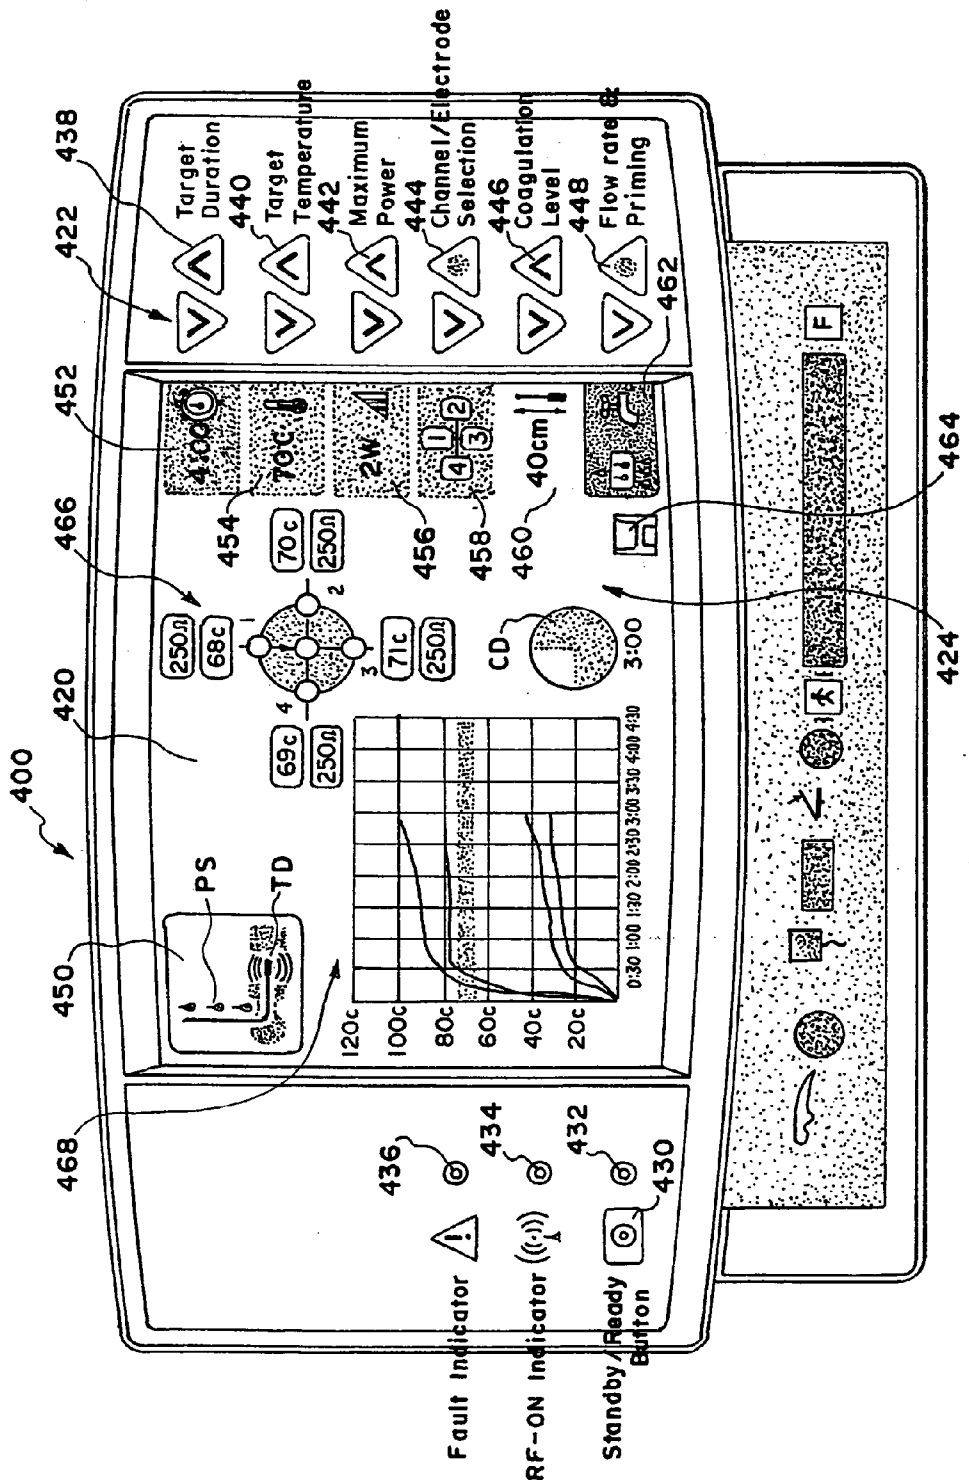 400
420
466
452
422
438
450
PS
TD
468
4:00
70°C
2W
1
2
3
4
40cm
454
456
458
460
462
464
424
Target
Duration
440
Target
Temperature
442
Maximum
Power
444
Channel/Electrode
Selection
446
Coagulation
Level
448
Flow rate &
Priming
250Ω
68c
1
70c
250Ω
2
71c
250Ω
3
69c
250Ω
4
CD
3:00
120c
100c
80c
60c
40c
20c
0:30 1:00 1:30 2:00 2:30 3:00 3:30 4:00 4:30
436
434
432
430
Fault Indicator
!
RF-ON Indicator
Standby/Ready
Button
F